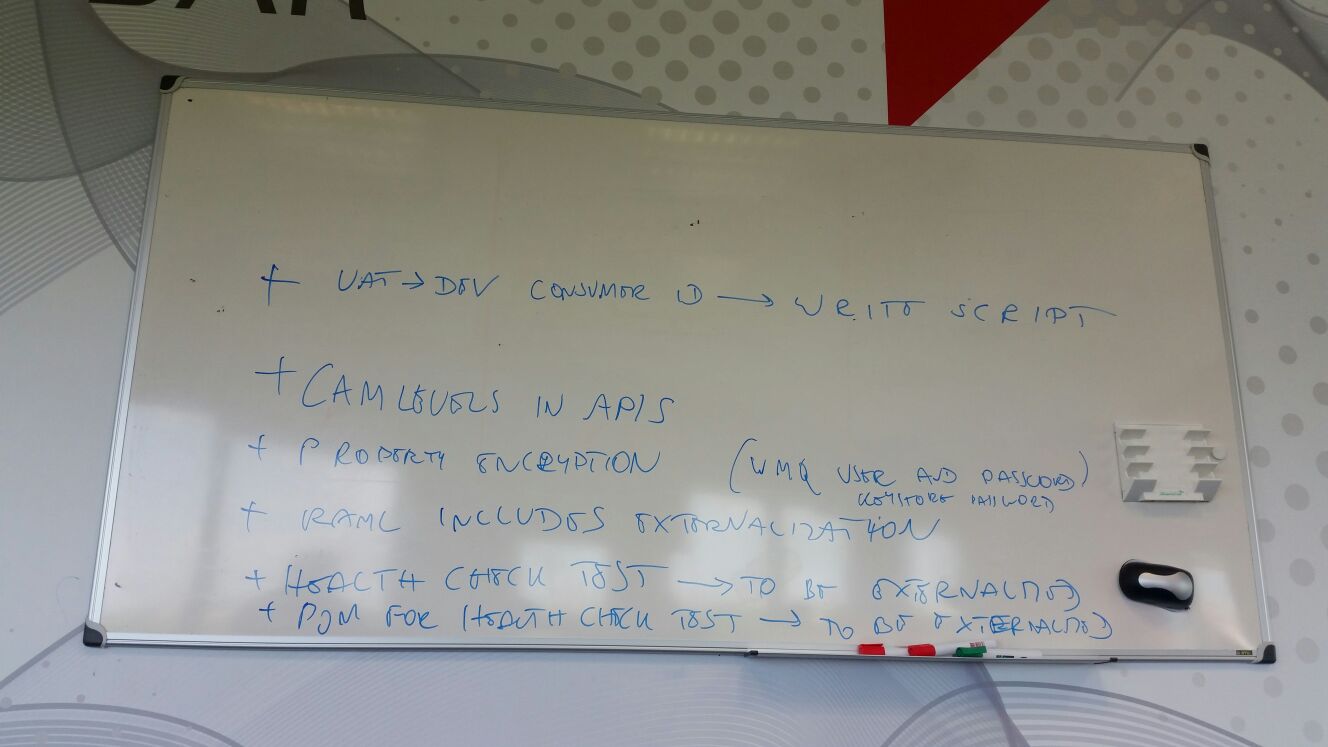 + UAT → DEV CONSUMER ID → WRITE SCRIPT
+ CAM LEVELS IN APIS
+ PROPERTY ENCRYPTION (WMQ USER AND PASSWORD)
KEYSTORE PASSWORD
+ RAML INCLUDES EXTERNALIZATION
+ HEALTH CHECK TEST → TO BE EXTERNALIZED
+ POM FOR HEALTH CHECK TEST → TO BE EXTERNALIZED